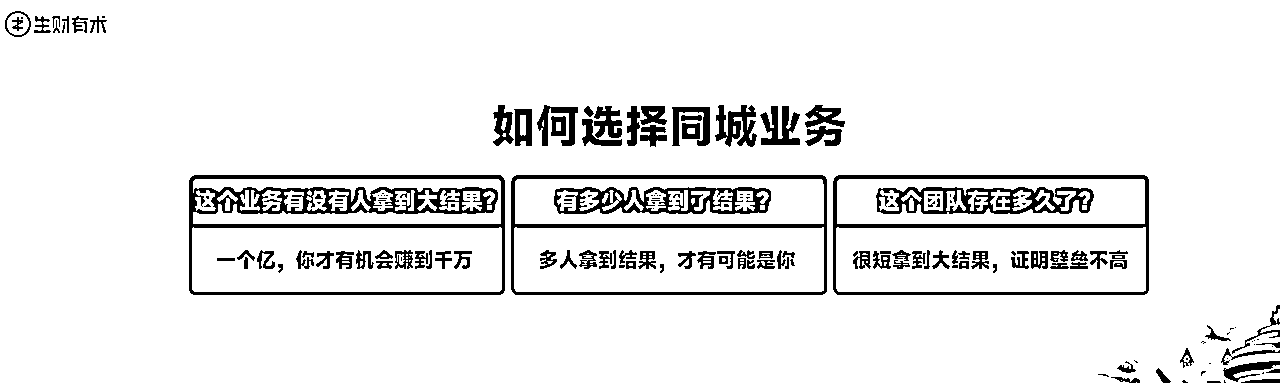 生财有术
如何选择同城业务
这个业务有没有人拿到大结果?
一个亿，你才有机会赚到千万
有多少人拿到了结果?
多人拿到结果，才有可能是你
这个团队存在多久了?
很短拿到大结果，证明壁垒不高